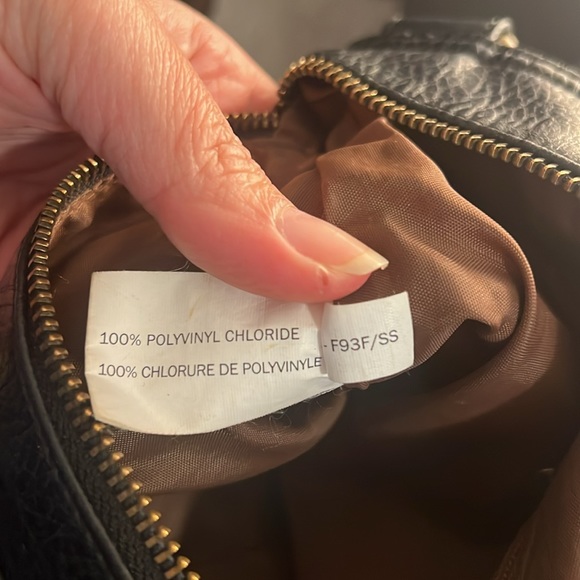 100% POLYVINYL CHLORIDE
100% CHLORURE DE POLYVINYLE
F93F/SS